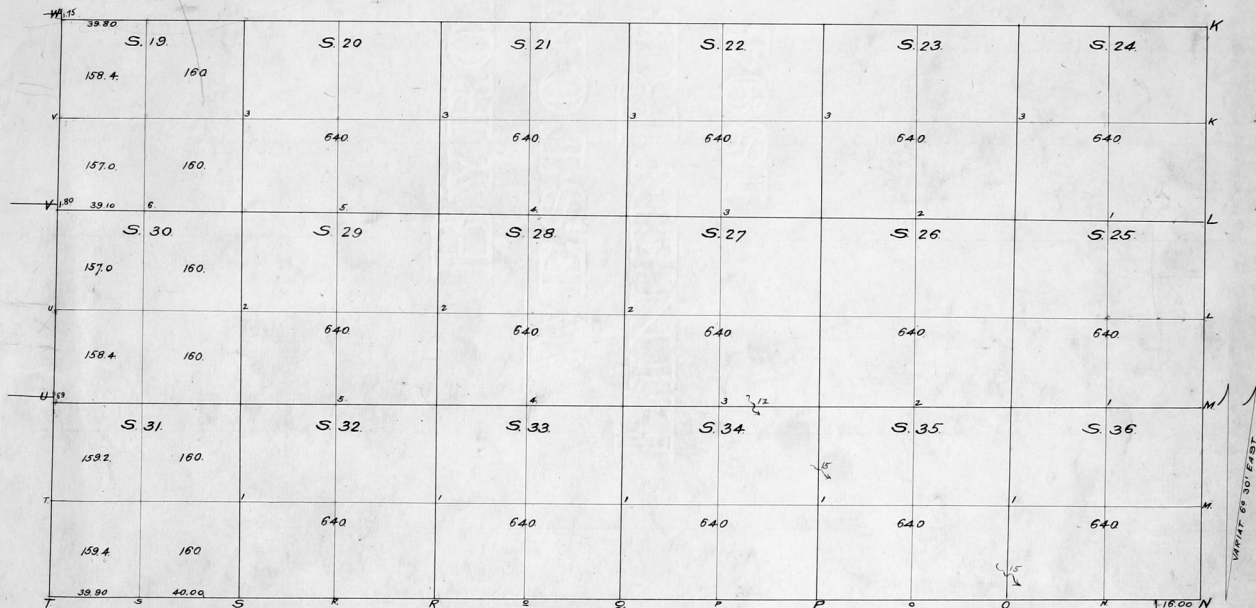 W 1.75
39.80
K
S. 19. S. 20 S. 21 S. 22 S. 23. S. 24.
158.4. 160
V. 3 3 3 3 3 K
640. 640. 640. 640. 640.
157.0. 160.
V 1.80 39.10 6. 5. 4. 3 2 1 L
S. 30 S. 29 S. 28. S. 27 S. 26. S. 25.
157.0 160.
U. 2 2 2 L
640 640. 640 640. 640.
158.4. 160.
U .69 5. 4. 3 12 2 1 M.
S. 31. S. 32. S. 33. S. 34 S. 35. S. 36.
159.2. 160. 15
T. 1 1 1 1 1 M.
640. 640. 640 640. 640.
159.4. 160 15
39.90 40.00
T S S R. R Q Q P P O O N 16.00 N
VARIAT 6º 30' EAST